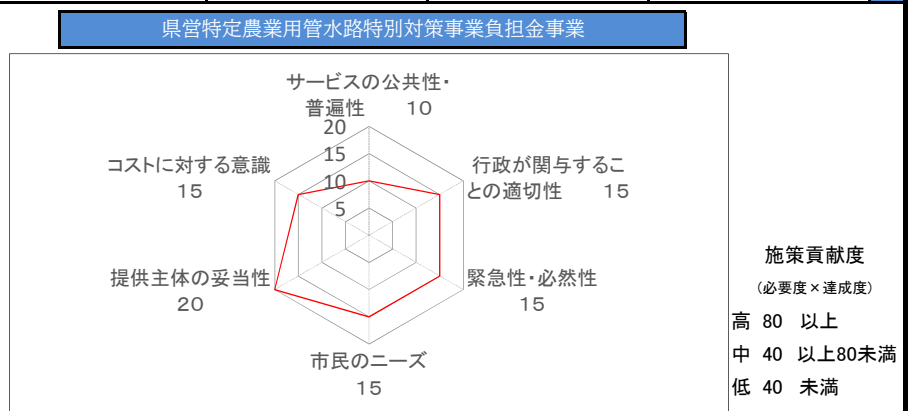 県営特定農業用管水路特別対策事業負担金事業
サービスの公共性・
普遍性 10
20
15
10
5
コストに対する意識
15
行政が関与するこ
との適切性 15
提供主体の妥当性
20
緊急性・必然性
15
市民のニーズ
15
施策貢献度
(必要度×達成度)
高 80 以上
中 40 以上80未満
低 40 未満